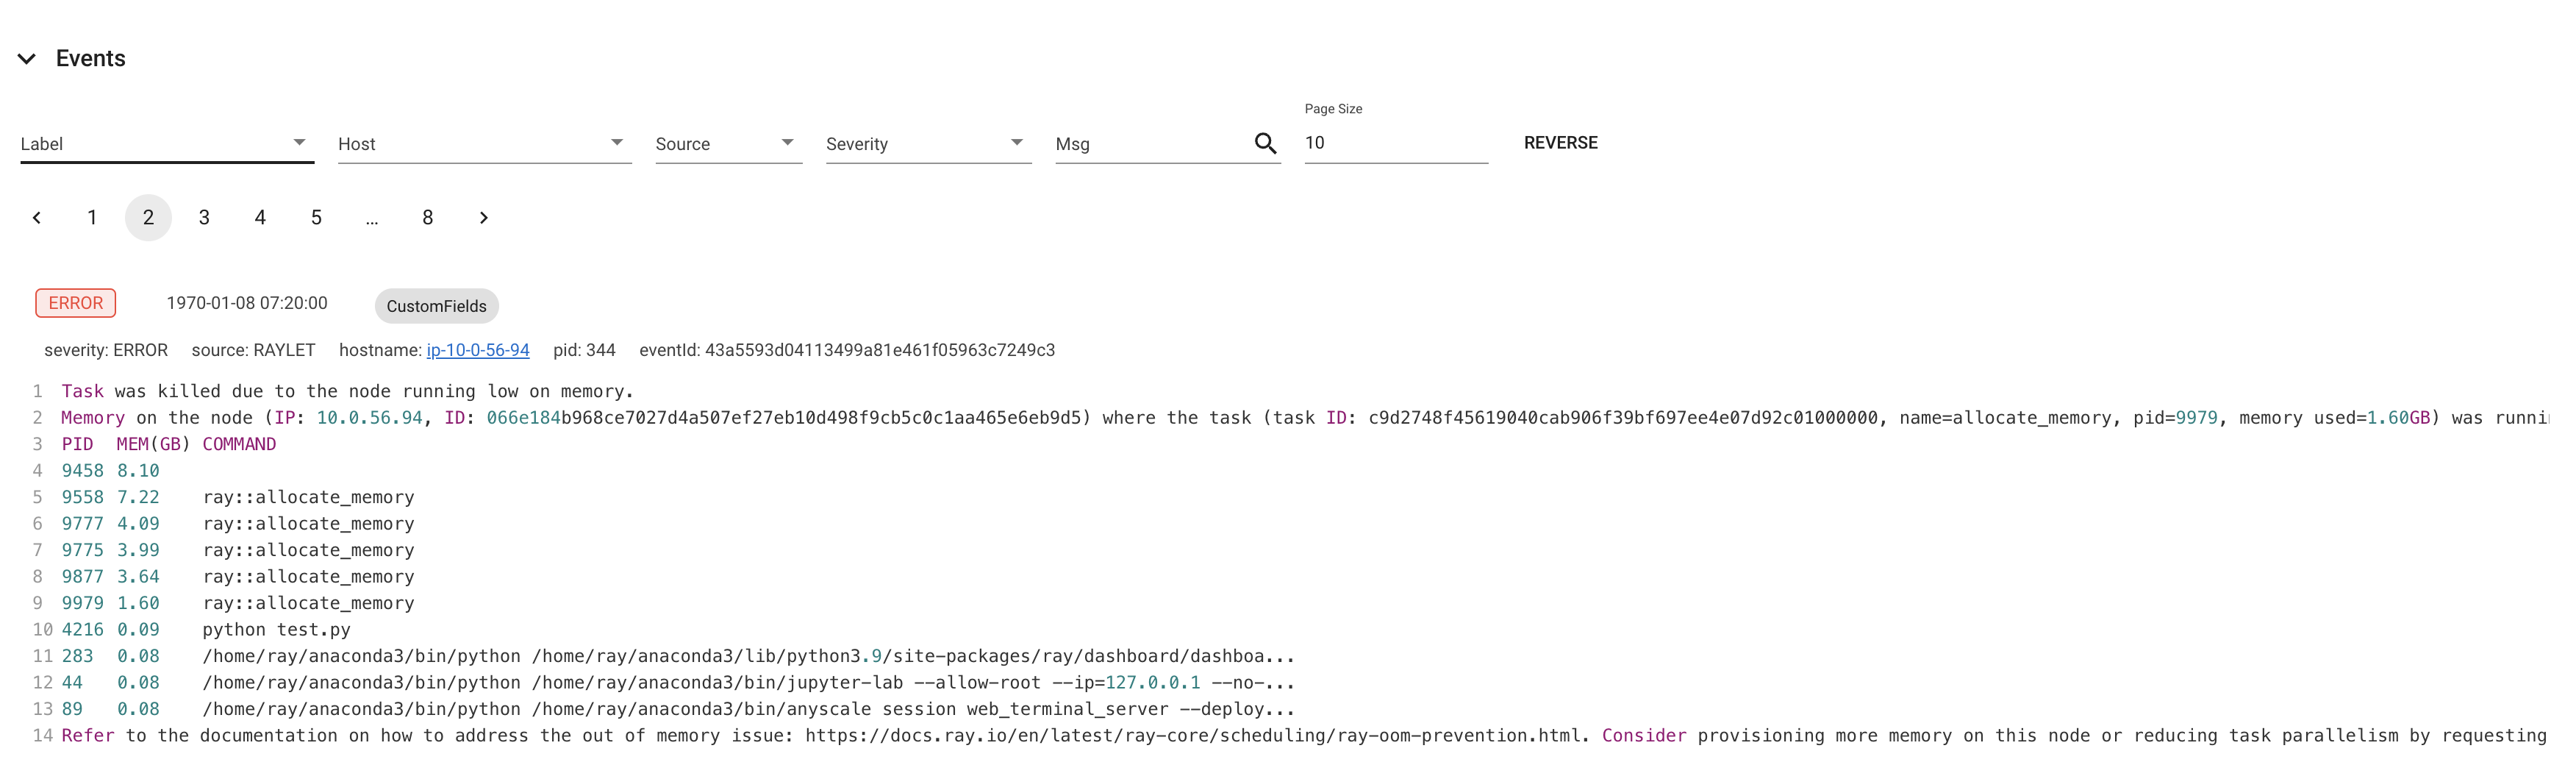 Events
Page Size
Label Host Source Severity Msg 10 REVERSE
1 2 3 4 5 ... 8
ERROR 1970-01-08 07:20:00 CustomFields
severity: ERROR source: RAYLET hostname: ip-10-0-56-94 pid: 344 eventId: 43a5593d04113499a81e461f05963c7249c3
1 Task was killed due to the node running low on memory.
2 Memory on the node (IP: 10.0.56.94, ID: 066e184b968ce7027d4a507ef27eb10d498f9cb5c0c1aa465e6eb9d5) where the task (task ID: c9d2748f45619040cab906f39bf697ee4e07d92c01000000, name=allocate_memory, pid=9979, memory used=1.60GB) was runni
3 PID MEM(GB) COMMAND
4 9458 8.10
5 9558 7.22 ray::allocate_memory
6 9777 4.09 ray::allocate_memory
7 9775 3.99 ray::allocate_memory
8 9877 3.64 ray::allocate_memory
9 9979 1.60 ray::allocate_memory
10 4216 0.09 python test.py
11 283 0.08 /home/ray/anaconda3/bin/python /home/ray/anaconda3/lib/python3.9/site-packages/ray/dashboard/dashboa...
12 44 0.08 /home/ray/anaconda3/bin/python /home/ray/anaconda3/bin/jupyter-lab --allow-root --ip=127.0.0.1 --no-...
13 89 0.08 /home/ray/anaconda3/bin/python /home/ray/anaconda3/bin/anyscale session web_terminal_server --deploy...
14 Refer to the documentation on how to address the out of memory issue: https://docs.ray.io/en/latest/ray-core/scheduling/ray-oom-prevention.html. Consider provisioning more memory on this node or reducing task parallelism by requesting